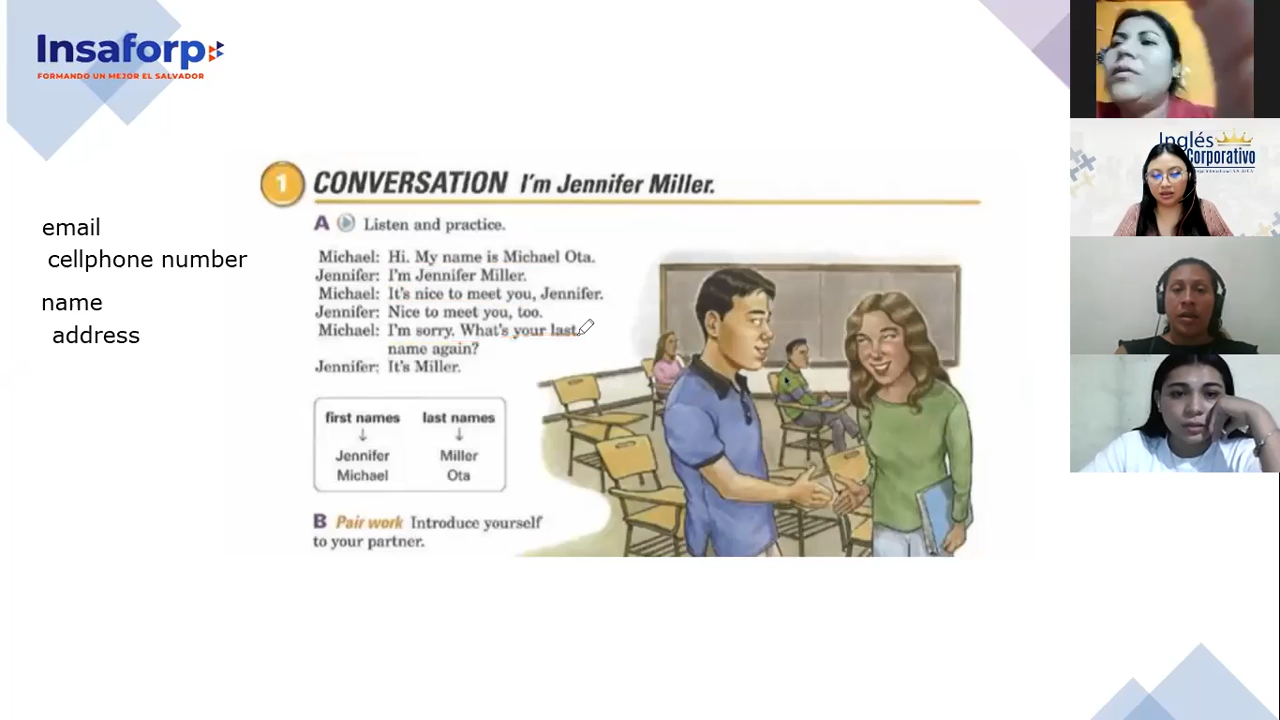 Insaforp
FORMANDO UN MEJOR EL SALVADOR
email
cellphone number
name
address
1 CONVERSATION I'm Jennifer Miller.
A Listen and practice.
Michael: Hi. My name is Michael Ota.
Jennifer: I'm Jennifer Miller.
Michael: It's nice to meet you, Jennifer.
Jennifer: Nice to meet you, too.
Michael: I'm sorry. What's your last
name again?
Jennifer: It's Miller.
first names last names
Jennifer Miller
Michael Ota
B Pair work Introduce yourself
to your partner.
Inglés
Corporativo